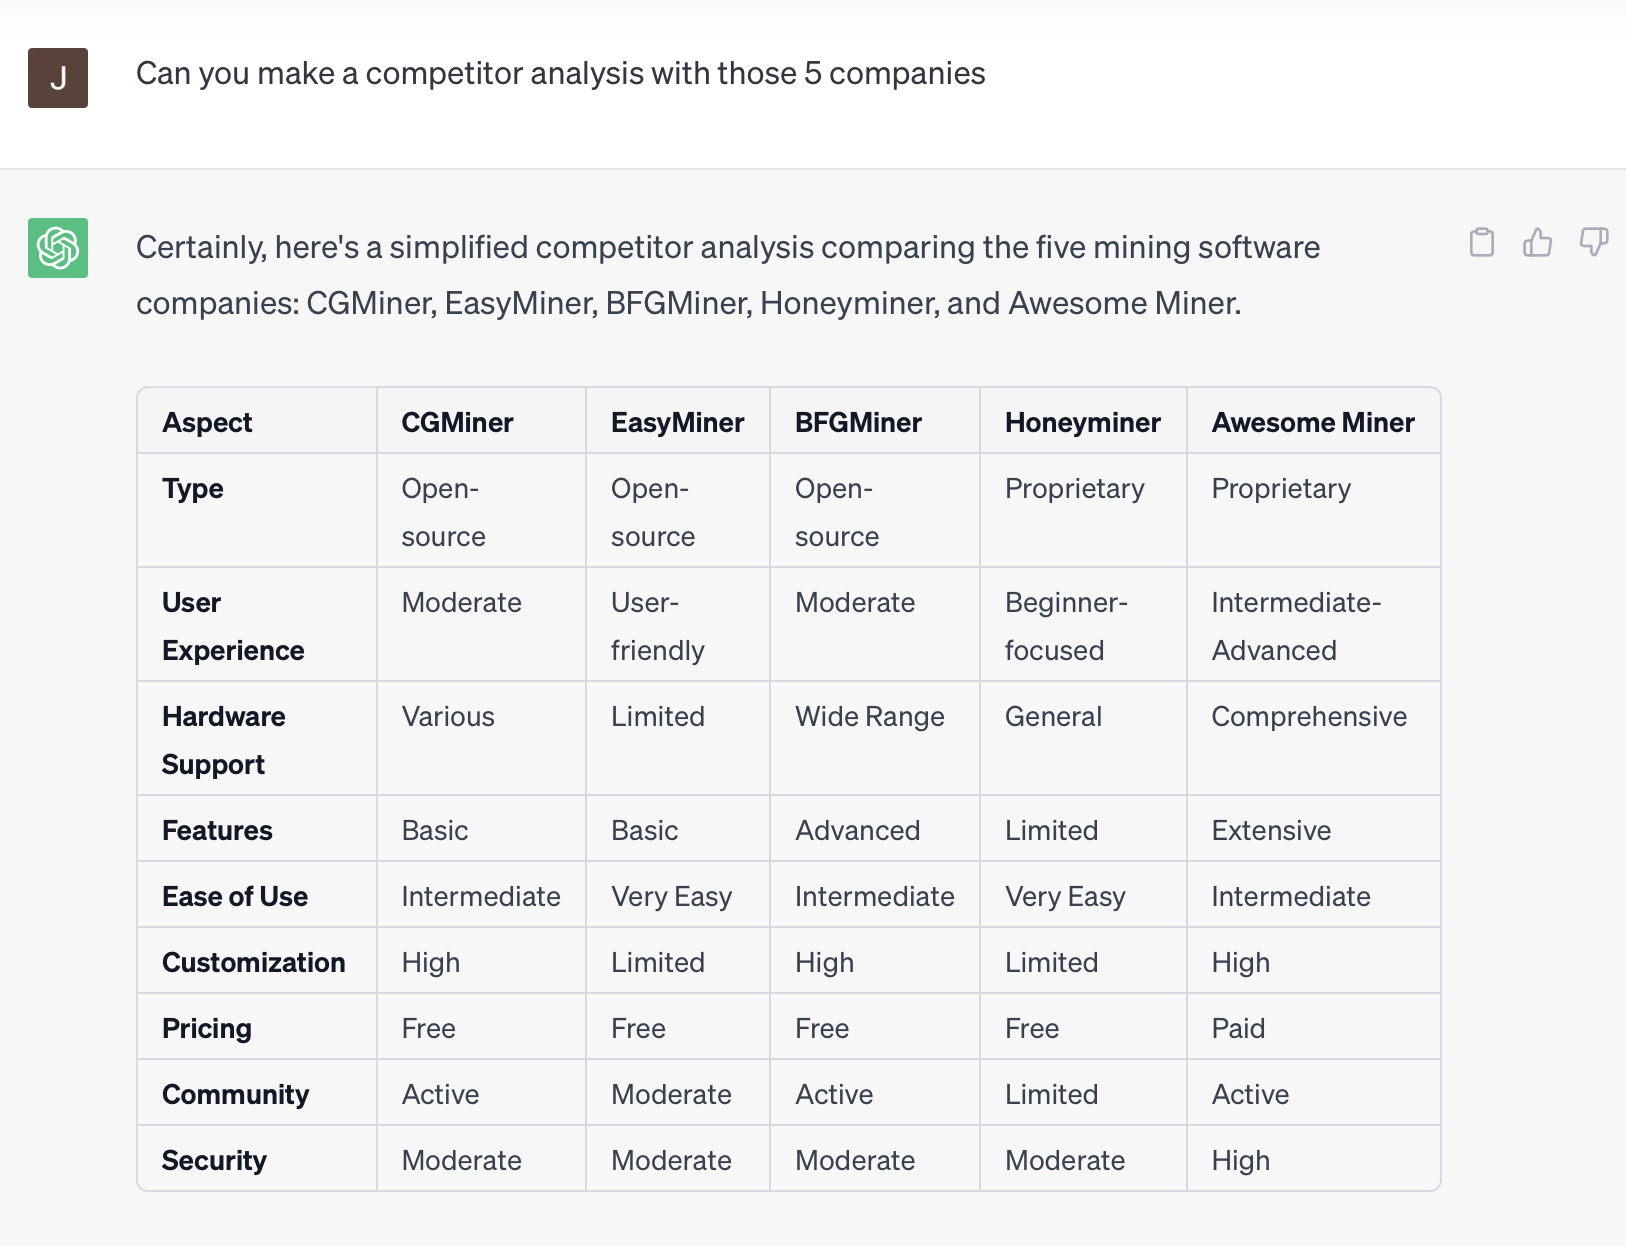 J
Can you make a competitor analysis with those 5 companies
Certainly, here's a simplified competitor analysis comparing the five mining software
companies: CGMiner, EasyMiner, BFGMiner, Honeyminer, and Awesome Miner.
Aspect CGMiner EasyMiner BFGMiner Honeyminer Awesome Miner
Type Open- Open- Open- Proprietary Proprietary
source source source
User Moderate User- Moderate Beginner- Intermediate-
Experience friendly focused Advanced
Hardware Various Limited Wide Range General Comprehensive
Support
Features Basic Basic Advanced Limited Extensive
Ease of Use Intermediate Very Easy Intermediate Very Easy Intermediate
Customization High Limited High Limited High
Pricing Free Free Free Free Paid
Community Active Moderate Active Limited Active
Security Moderate Moderate Moderate Moderate High